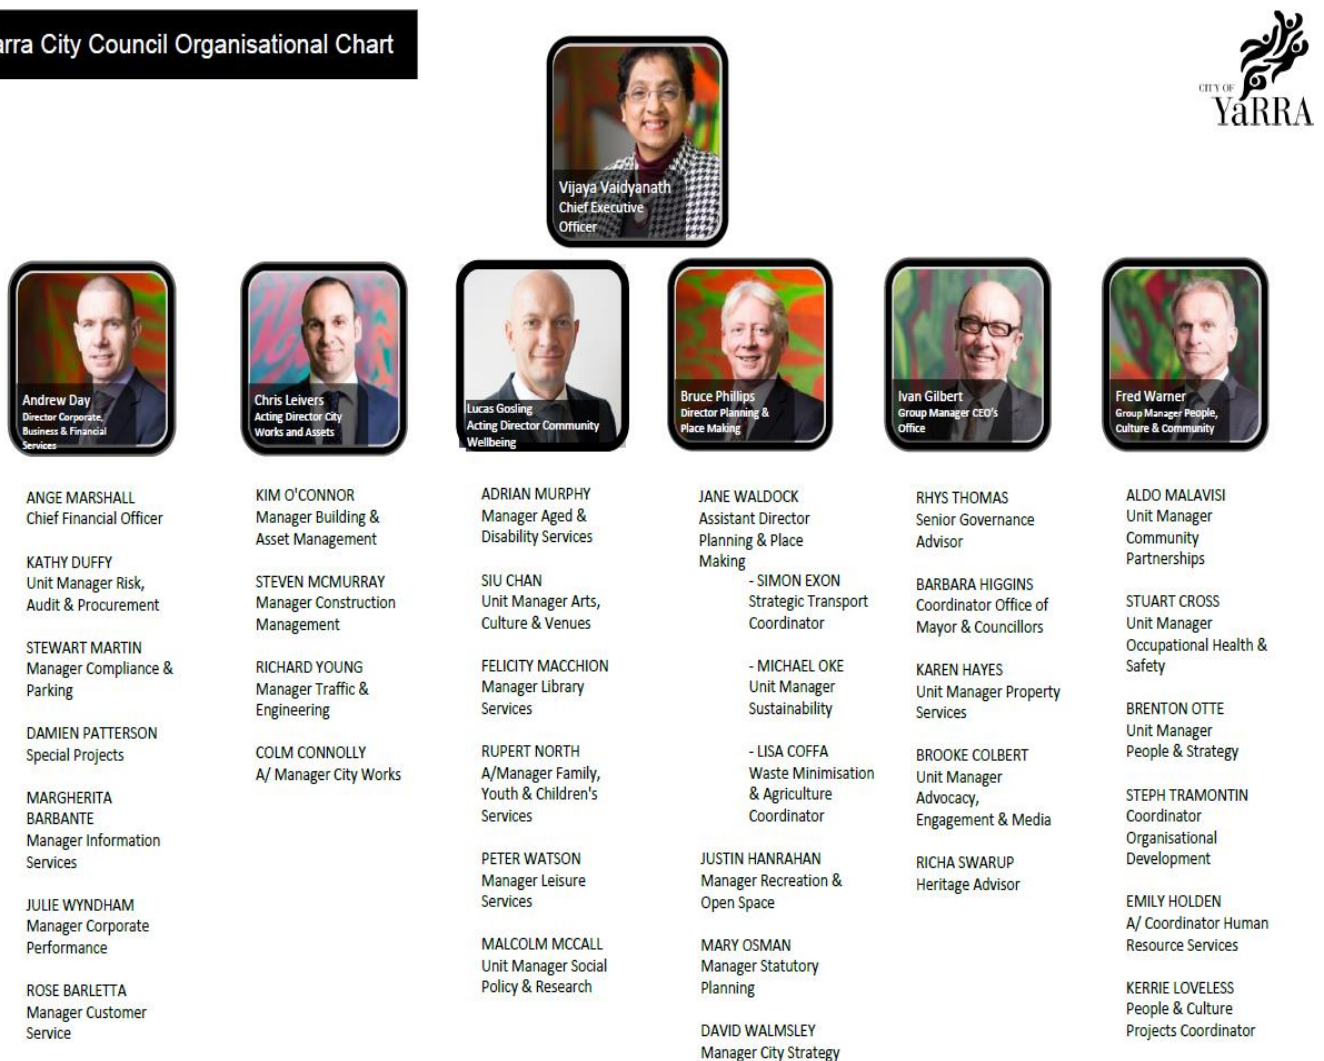 arra City Council Organisational Chart
CITY OF
YaRRA
Vijaya Vaidyanath
Chief Executive
Officer
Andrew Day
Director Corporate,
Business & Financial
Services
Chris Leivers
Acting Director City
Works and Assets
Lucas Gosling
Acting Director Community
Wellbeing
Bruce Phillips
Director Planning &
Place Making
Ivan Gilbert
Group Manager CEO's
Office
Fred Warner
Group Manager People,
Culture & Community
ANGE MARSHALL
Chief Financial Officer
KATHY DUFFY
Unit Manager Risk,
Audit & Procurement
STEWART MARTIN
Manager Compliance &
Parking
DAMIEN PATTERSON
Special Projects
MARGHERITA
BARBANTE
Manager Information
Services
JULIE WYNDHAM
Manager Corporate
Performance
ROSE BARLETTA
Manager Customer
Service
KIM O'CONNOR
Manager Building &
Asset Management
STEVEN MCMURRAY
Manager Construction
Management
RICHARD YOUNG
Manager Traffic &
Engineering
COLM CONNOLLY
A/ Manager City Works
ADRIAN MURPHY
Manager Aged &
Disability Services
SIU CHAN
Unit Manager Arts,
Culture & Venues
FELICITY MACCHION
Manager Library
Services
RUPERT NORTH
A/Manager Family,
Youth & Children's
Services
PETER WATSON
Manager Leisure
Services
MALCOLM MCCALL
Unit Manager Social
Policy & Research
JANE WALDOCK
Assistant Director
Planning & Place
Making
- SIMON EXON
Strategic Transport
Coordinator
- MICHAEL OKE
Unit Manager
Sustainability
- LISA COFFA
Waste Minimisation
& Agriculture
Coordinator
JUSTIN HANRAHAN
Manager Recreation &
Open Space
MARY OSMAN
Manager Statutory
Planning
DAVID WALMSLEY
Manager City Strategy
RHYS THOMAS
Senior Governance
Advisor
BARBARA HIGGINS
Coordinator Office of
Mayor & Councillors
KAREN HAYES
Unit Manager Property
Services
BROOKE COLBERT
Unit Manager
Advocacy,
Engagement & Media
RICHA SWARUP
Heritage Advisor
ALDO MALAVISI
Unit Manager
Community
Partnerships
STUART CROSS
Unit Manager
Occupational Health &
Safety
BRENTON OTTE
Unit Manager
People & Strategy
STEPH TRAMONTIN
Coordinator
Organisational
Development
EMILY HOLDEN
A/ Coordinator Human
Resource Services
KERRIE LOVELESS
People & Culture
Projects Coordinator